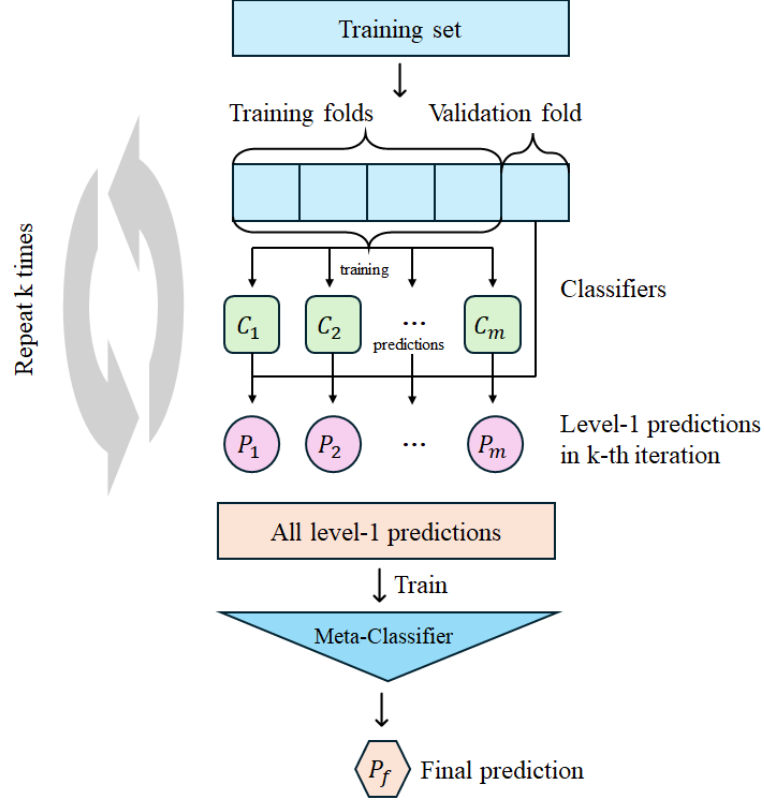 Training set
Training folds Validation fold
training
Repeat k times
C₁ C₂ ... Cₘ
Classifiers
predictions
P₁ P₂ ... Pₘ
Level-1 predictions
in k-th iteration
All level-1 predictions
Train
Meta-Classifier
P_f Final prediction